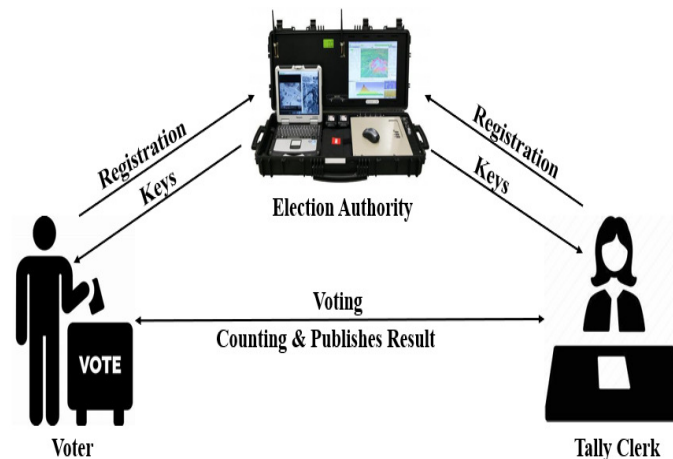 Registration
Keys
Election Authority
Registration
Keys
Voting
Counting & Publishes Result
VOTE
Voter
Tally Clerk